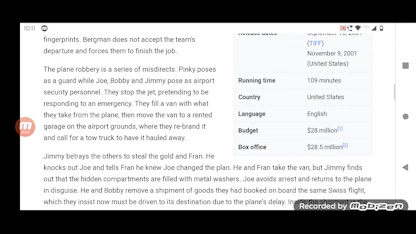 10:11
fingerprints. Bergman does not accept the team's
departure and forces them to finish the job.
The plane robbery is a series of misdirects. Pinky poses
as a guard while Joe, Bobby and Jimmy pose as airport
security personnel. They stop the jet, pretending to be
responding to an emergency. They fill a van with what
they take from the plane, then move the van to a rented
garage on the airport grounds, where they re-brand it
and call for a tow truck to have it hauled away.
Jimmy betrays the others to steal the gold and Fran. He
knocks out Joe and tells Fran he knew Joe changed the plan. He and Fran take the van, but Jimmy finds
out that the hidden compartments are filled with metal washers. Joe avoids arrest and returns to the plane
in disguise. He and Bobby remove a shipment of goods they had booked on board the same Swiss flight,
which they insist now must be driven to its destination due to the plane's delay.
Release dates
(TIFF)
November 9, 2001
(United States)
Running time 109 minutes
Country United States
Language English
Budget $28 million[1]
Box office $28.5 million[2]
Recorded by Mobizen